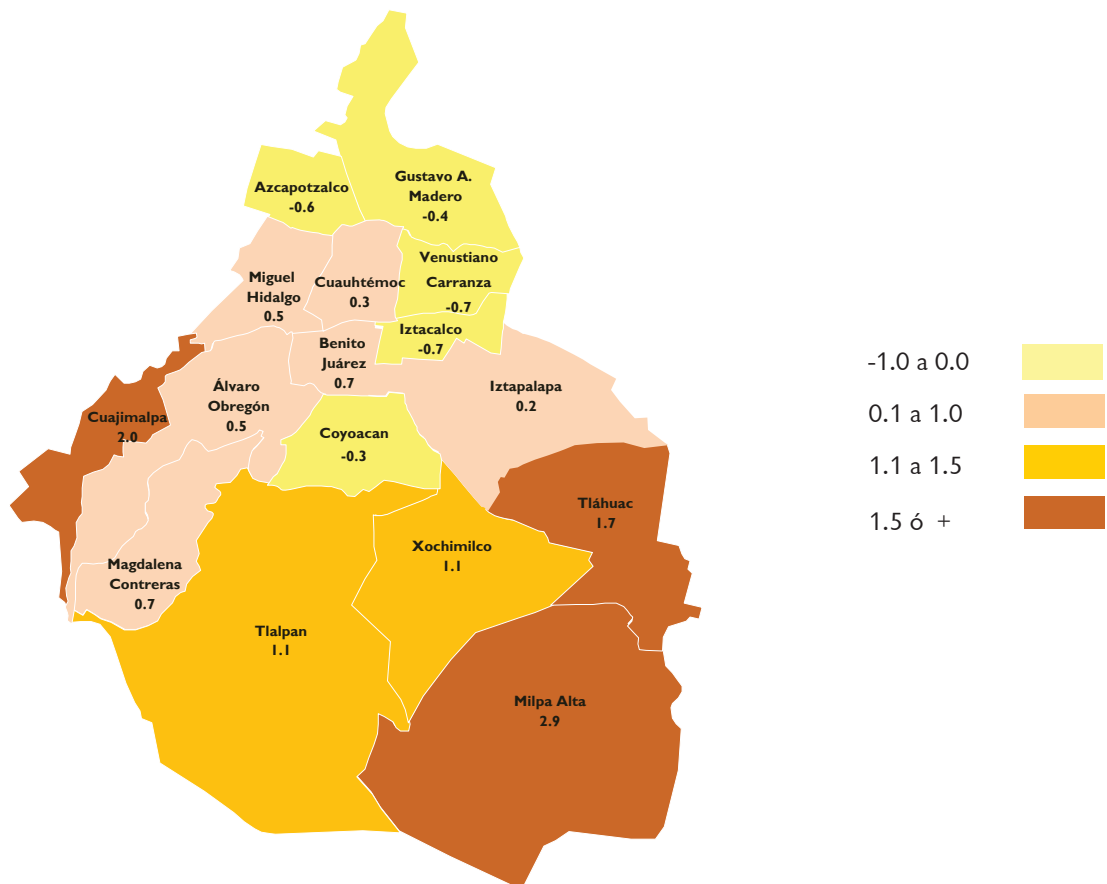 Azcapotzalco
-0.6
Gustavo A.
Madero
-0.4
Venustiano
Carranza
-0.7
Miguel
Hidalgo
0.5
Cuauhtémoc
0.3
Iztacalco
-0.7
Benito
Juárez
0.7
Iztapalapa
0.2
Álvaro
Obregón
0.5
Cuajimalpa
2.0
Coyoacan
-0.3
Tláhuac
1.7
Xochimilco
1.1
Magdalena
Contreras
0.7
Tlalpan
1.1
Milpa Alta
2.9
-1.0 a 0.0
0.1 a 1.0
1.1 a 1.5
1.5 ó +